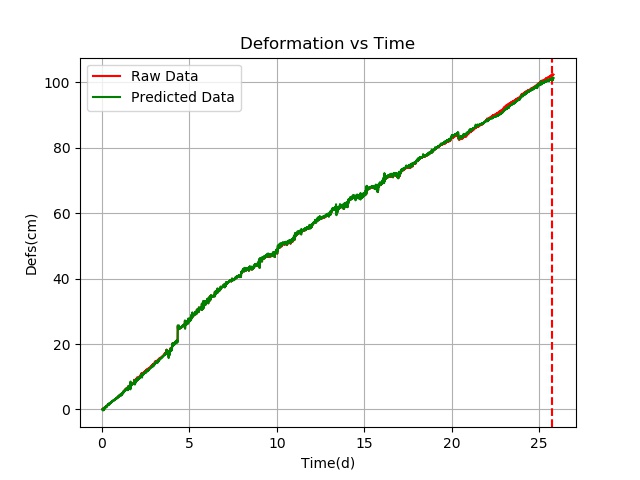 Deformation vs Time
Raw Data
Predicted Data
100
80
60
40
20
0
Defs(cm)
0 5 10 15 20 25
Time(d)